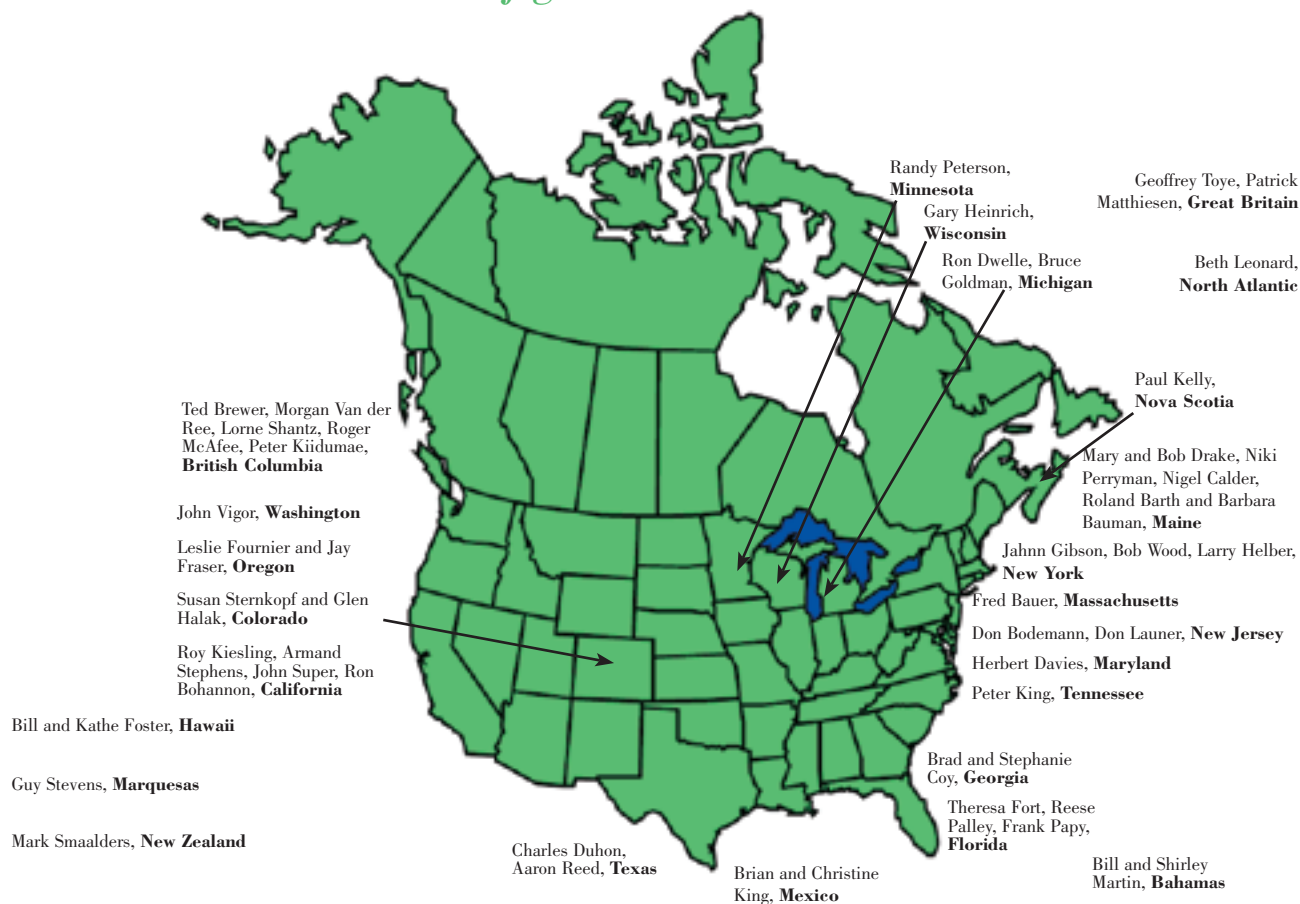 Randy Peterson,
Minnesota
Gary Heinrich,
Wisconsin
Ron Dwelle, Bruce
Goldman, Michigan
Geoffrey Toye, Patrick
Matthiesen, Great Britain
Beth Leonard,
North Atlantic
Paul Kelly,
Nova Scotia
Ted Brewer, Morgan Van der
Ree, Lorne Shantz, Roger
McAfee, Peter Kiidumae,
British Columbia
John Vigor, Washington
Leslie Fournier and Jay
Fraser, Oregon
Susan Sternkopf and Glen
Halak, Colorado
Roy Kiesling, Armand
Stephens, John Super, Ron
Bohannon, California
Bill and Kathe Foster, Hawaii
Guy Stevens, Marquesas
Mark Smaalders, New Zealand
Mary and Bob Drake, Niki
Perryman, Nigel Calder,
Roland Barth and Barbara
Bauman, Maine
Jahnn Gibson, Bob Wood, Larry Helber,
New York
Fred Bauer, Massachusetts
Don Bodemann, Don Launer, New Jersey
Herbert Davies, Maryland
Peter King, Tennessee
Brad and Stephanie
Coy, Georgia
Theresa Fort, Reese
Palley, Frank Papy,
Florida
Charles Duhon,
Aaron Reed, Texas
Brian and Christine
King, Mexico
Bill and Shirley
Martin, Bahamas